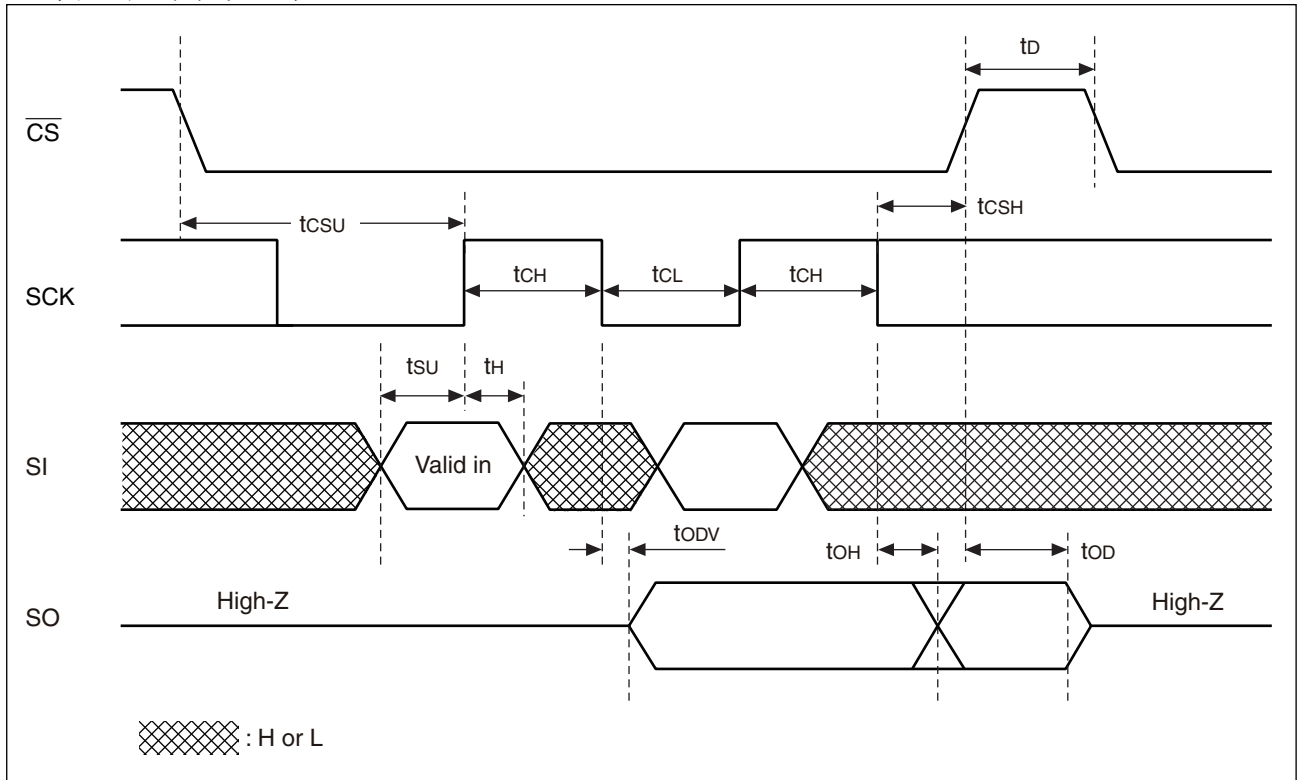 tD
CS
tCSU
tCSH
SCK
tCH
tCL
tCH
tSU
tH
SI
Valid in
tODV
tOH
tOD
SO
High-Z
High-Z
: H or L